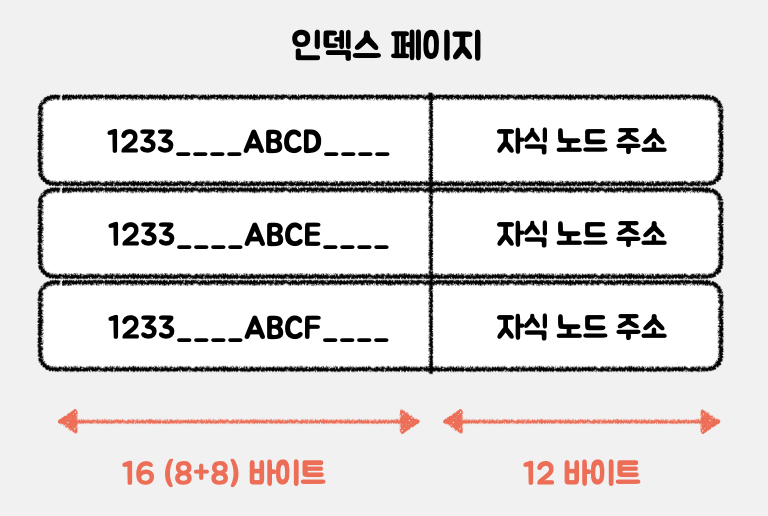 인덱스 페이지
1233____ABCD____ 자식 노드 주소
1233____ABCE____ 자식 노드 주소
1233____ABCF____ 자식 노드 주소
16 (8+8) 바이트 12 바이트